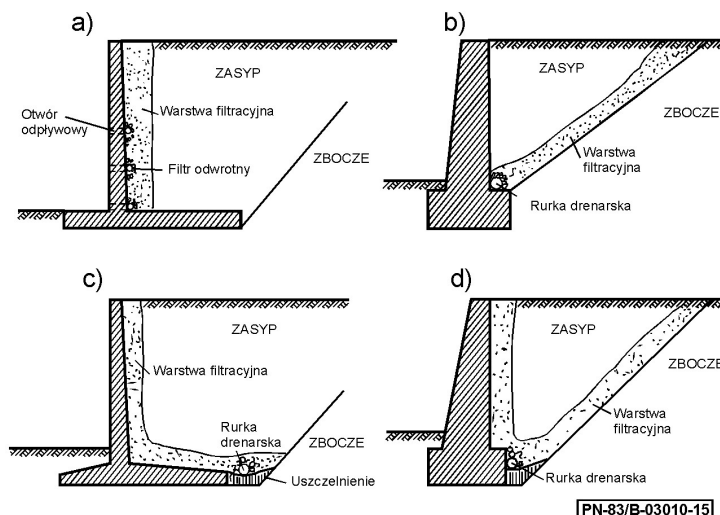 a)
ZASYP
Otwór
odpływowy
Warstwa filtracyjna
Filtr odwrotny
ZBOCZE
b)
ZASYP
ZBOCZE
Warstwa
filtracyjna
Rurka drenarska
c)
ZASYP
Warstwa filtracyjna
Rurka
drenarska
ZBOCZE
Uszczelnienie
d)
ZASYP
ZBOCZE
Warstwa
filtracyjna
Rurka drenarska
PN-83/B-03010-15